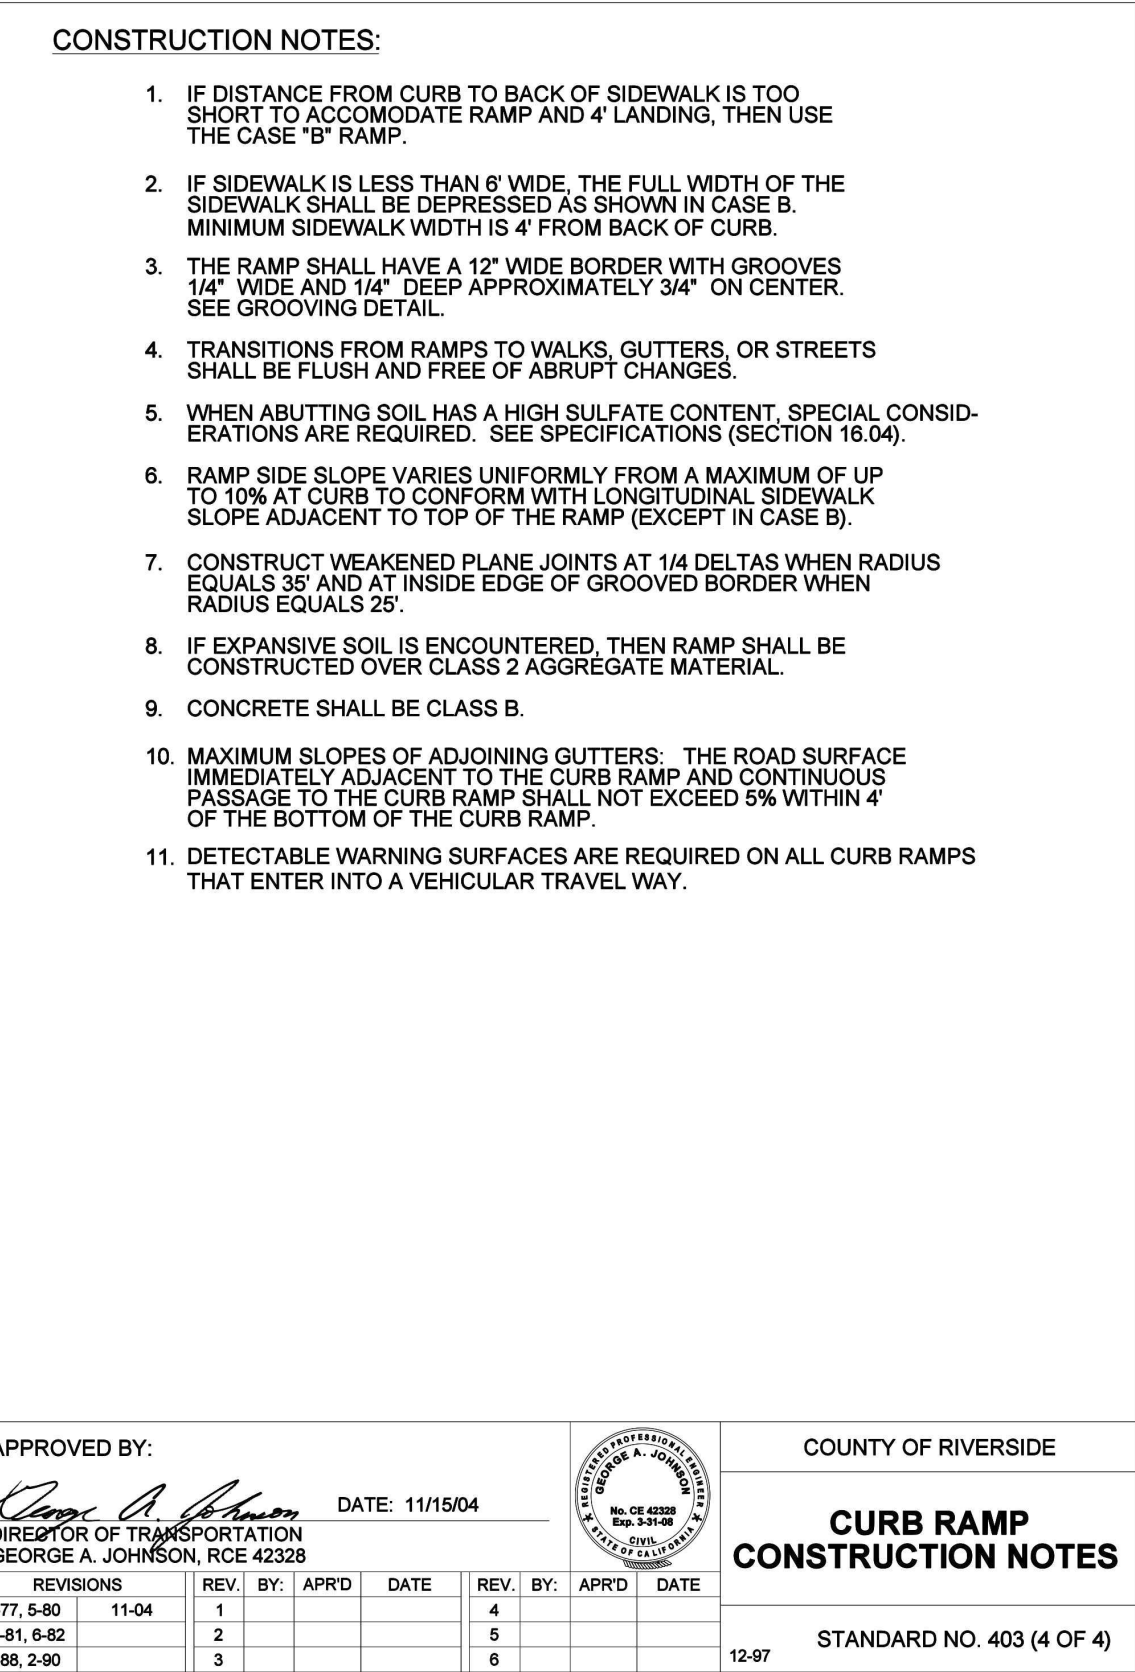 CONSTRUCTION NOTES:
1. IF DISTANCE FROM CURB TO BACK OF SIDEWALK IS TOO
SHORT TO ACCOMODATE RAMP AND 4' LANDING, THEN USE
THE CASE "B" RAMP.
2. IF SIDEWALK IS LESS THAN 6' WIDE, THE FULL WIDTH OF THE
SIDEWALK SHALL BE DEPRESSED AS SHOWN IN CASE B.
MINIMUM SIDEWALK WIDTH IS 4' FROM BACK OF CURB.
3. THE RAMP SHALL HAVE A 12" WIDE BORDER WITH GROOVES
1/4" WIDE AND 1/4" DEEP APPROXIMATELY 3/4" ON CENTER.
SEE GROOVING DETAIL.
4. TRANSITIONS FROM RAMPS TO WALKS, GUTTERS, OR STREETS
SHALL BE FLUSH AND FREE OF ABRUPT CHANGES.
5. WHEN ABUTTING SOIL HAS A HIGH SULFATE CONTENT, SPECIAL CONSID-
ERATIONS ARE REQUIRED. SEE SPECIFICATIONS (SECTION 16.04).
6. RAMP SIDE SLOPE VARIES UNIFORMLY FROM A MAXIMUM OF UP
TO 10% AT CURB TO CONFORM WITH LONGITUDINAL SIDEWALK
SLOPE ADJACENT TO TOP OF THE RAMP (EXCEPT IN CASE B).
7. CONSTRUCT WEAKENED PLANE JOINTS AT 1/4 DELTAS WHEN RADIUS
EQUALS 35' AND AT INSIDE EDGE OF GROOVED BORDER WHEN
RADIUS EQUALS 25'.
8. IF EXPANSIVE SOIL IS ENCOUNTERED, THEN RAMP SHALL BE
CONSTRUCTED OVER CLASS 2 AGGREGATE MATERIAL.
9. CONCRETE SHALL BE CLASS B.
10. MAXIMUM SLOPES OF ADJOINING GUTTERS: THE ROAD SURFACE
IMMEDIATELY ADJACENT TO THE CURB RAMP AND CONTINUOUS
PASSAGE TO THE CURB RAMP SHALL NOT EXCEED 5% WITHIN 4'
OF THE BOTTOM OF THE CURB RAMP.
11. DETECTABLE WARNING SURFACES ARE REQUIRED ON ALL CURB RAMPS
THAT ENTER INTO A VEHICULAR TRAVEL WAY.
APPROVED BY:
George A. Johnson
DATE: 11/15/04
DIRECTOR OF TRANSPORTATION
GEORGE A. JOHNSON, RCE 42328
REGISTERED PROFESSIONAL ENGINEER
GEORGE A. JOHNSON
No. CE 42328
Exp. 3-31-08
CIVIL
STATE OF CALIFORNIA
COUNTY OF RIVERSIDE
CURB RAMP
CONSTRUCTION NOTES
REVISIONS REV. BY: APR'D DATE REV. BY: APR'D DATE
77, 5-80 11-04 1 4
-81, 6-82 2 5
88, 2-90 3 6
12-97 STANDARD NO. 403 (4 OF 4)